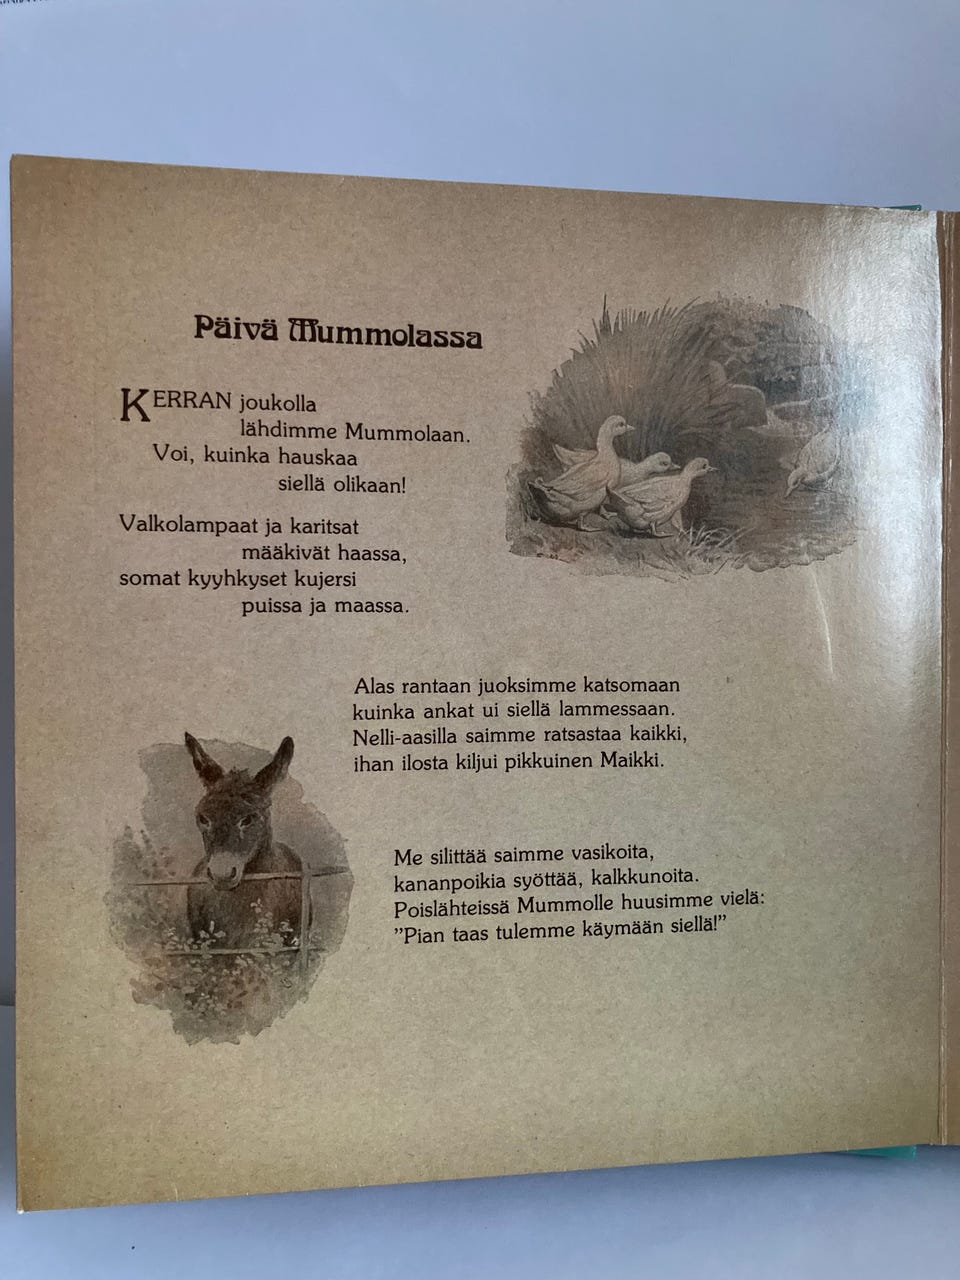 Päivä Mummolassa
KERRAN joukolla
lähdimme Mummolaan.
Voi, kuinka hauskaa
siellä olikaan!
Valkolampaat ja karitsat
määkivät haassa,
somat kyyhkyset kujersi
puissa ja maassa.
Alas rantaan juoksimme katsomaan
kuinka ankat ui siellä lammessaan.
Nelli-aasilla saimme ratsastaa kaikki,
ihan ilosta kiljui pikkuinen Maikki.
Me silittää saimme vasikoita,
kananpoikia syöttää, kalkkunoita.
Poislähteissä Mummolle huusimme vielä:
”Pian taas tulemme käymään siellä!”